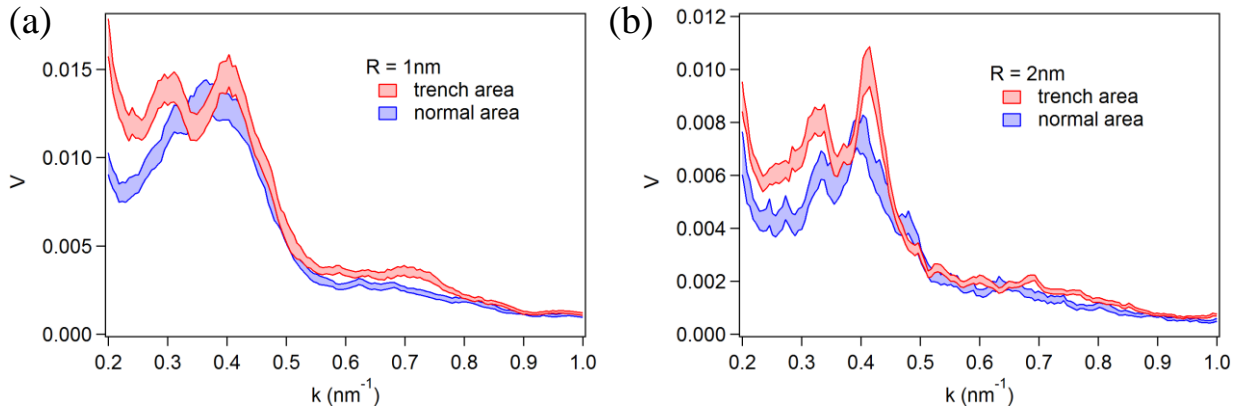 (a)
R = 1nm
trench area
normal area
0.015
0.010
0.005
0.000
V
0.2 0.3 0.4 0.5 0.6 0.7 0.8 0.9 1.0
k (nm⁻¹)
(b)
R = 2nm
trench area
normal area
0.012
0.010
0.008
0.006
0.004
0.002
0.000
V
0.2 0.3 0.4 0.5 0.6 0.7 0.8 0.9 1.0
k (nm⁻¹)